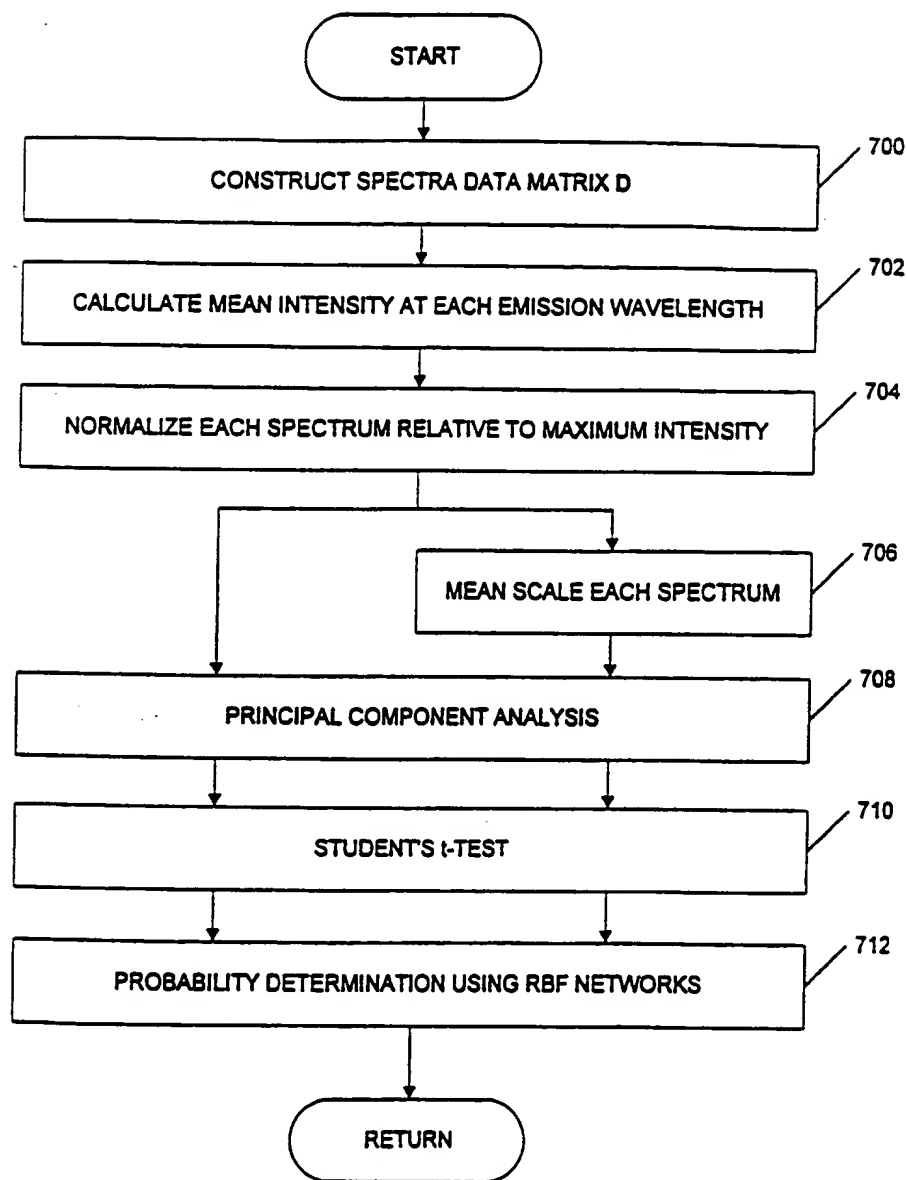 START
700
CONSTRUCT SPECTRA DATA MATRIX D
702
CALCULATE MEAN INTENSITY AT EACH EMISSION WAVELENGTH
704
NORMALIZE EACH SPECTRUM RELATIVE TO MAXIMUM INTENSITY
706
MEAN SCALE EACH SPECTRUM
708
PRINCIPAL COMPONENT ANALYSIS
710
STUDENT'S t-TEST
712
PROBABILITY DETERMINATION USING RBF NETWORKS
RETURN